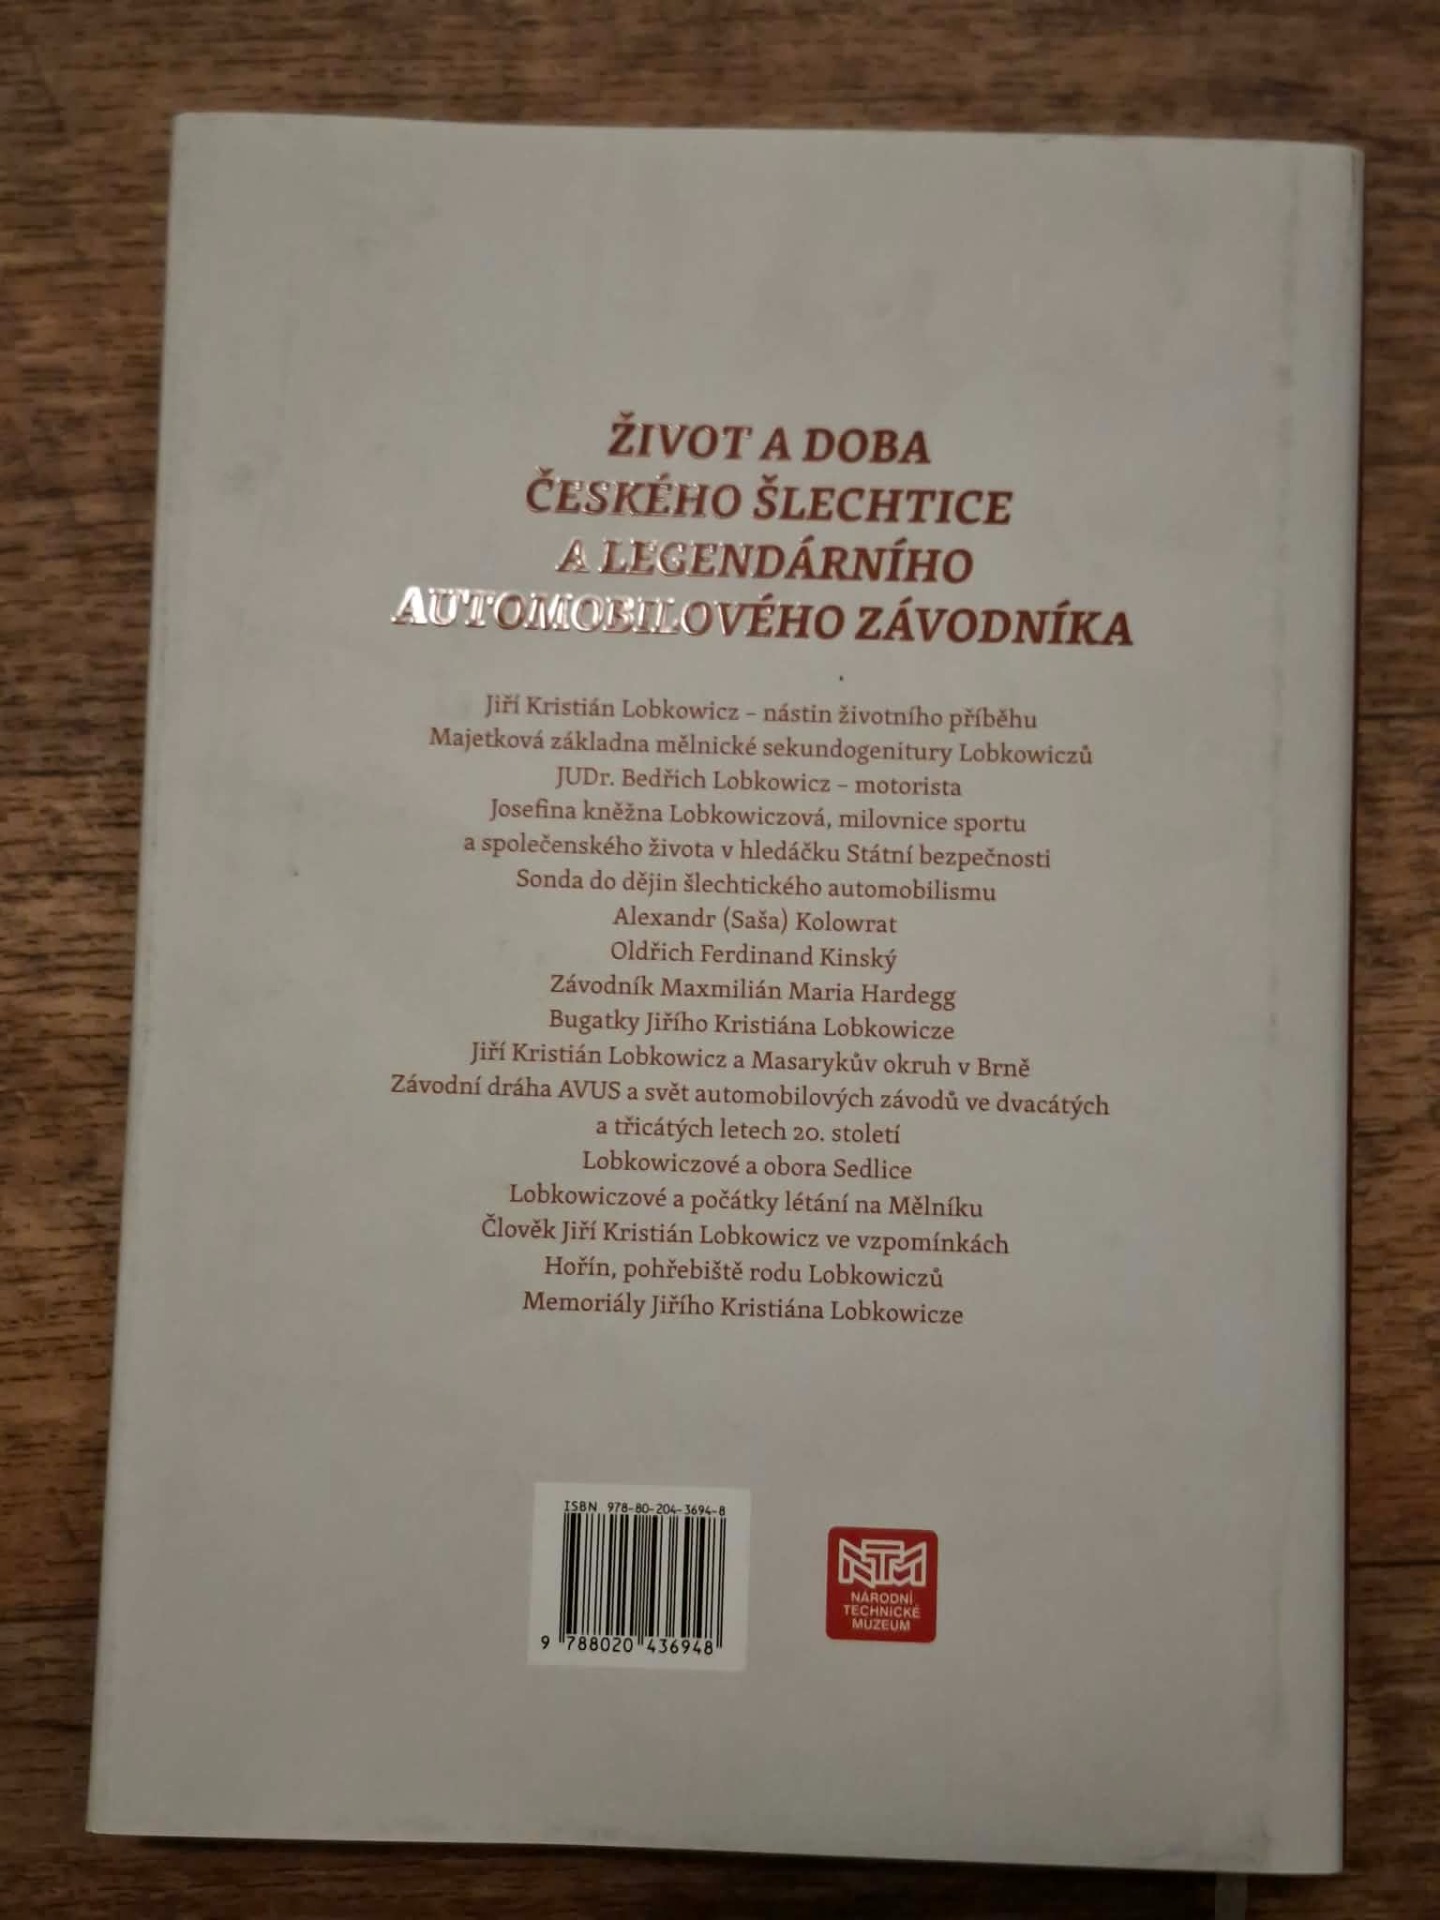 ŽIVOT A DOBA
ČESKÉHO ŠLECHTICE
A LEGENDÁRNÍHO
AUTOMOBILOVÉHO ZÁVODNÍKA
Jiří Kristián Lobkowicz – nástin životního příběhu
Majetková základna mělnické sekundogenitury Lobkowiczů
JUDr. Bedřich Lobkowicz – motorista
Josefina kněžna Lobkowiczová, milovnice sportu
a společenského života v hledáčku Státní bezpečnosti
Sonda do dějin šlechtického automobilismu
Alexandr (Saša) Kolowrat
Oldřich Ferdinand Kinský
Závodník Maxmilián Maria Hardegg
Bugatky Jiřího Kristiána Lobkowicze
Jiří Kristián Lobkowicz a Masarykův okruh v Brně
Závodní dráha AVUS a svět automobilových závodů ve dvacátých
a třicátých letech 20. století
Lobkowiczové a obora Sedlice
Lobkowiczové a počátky létání na Mělníku
Člověk Jiří Kristián Lobkowicz ve vzpomínkách
Hořín, pohřebiště rodu Lobkowiczů
Memoriály Jiřího Kristiána Lobkowicze
ISBN 978-80-204-3694-8
9 788020 436948
NTM
NÁRODNÍ
TECHNICKÉ
MUZEUM